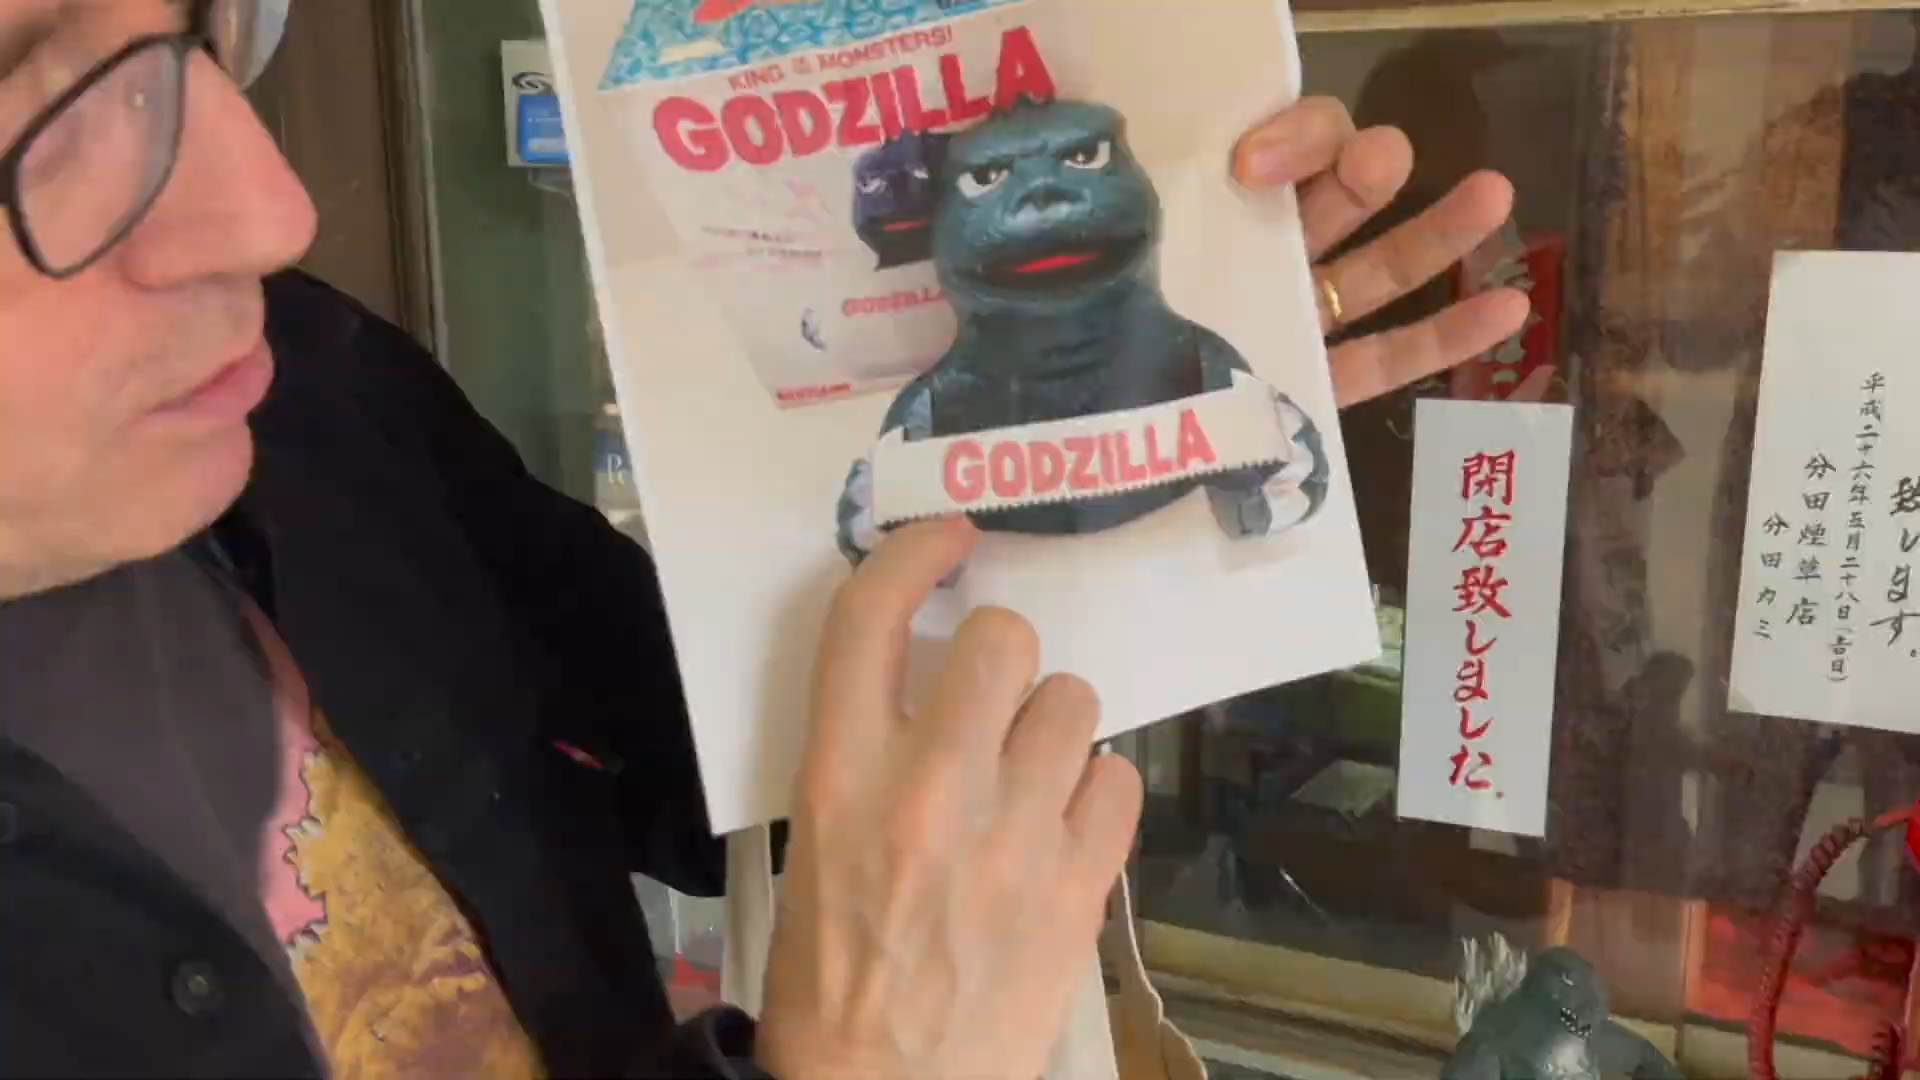 KING OF THE MONSTERS!
GODZILLA
GODZILLA
GODZILLA
閉店致しました.
致します。
平成二十六年五月二十八日(吉日)
分田煙草店
分田カミ